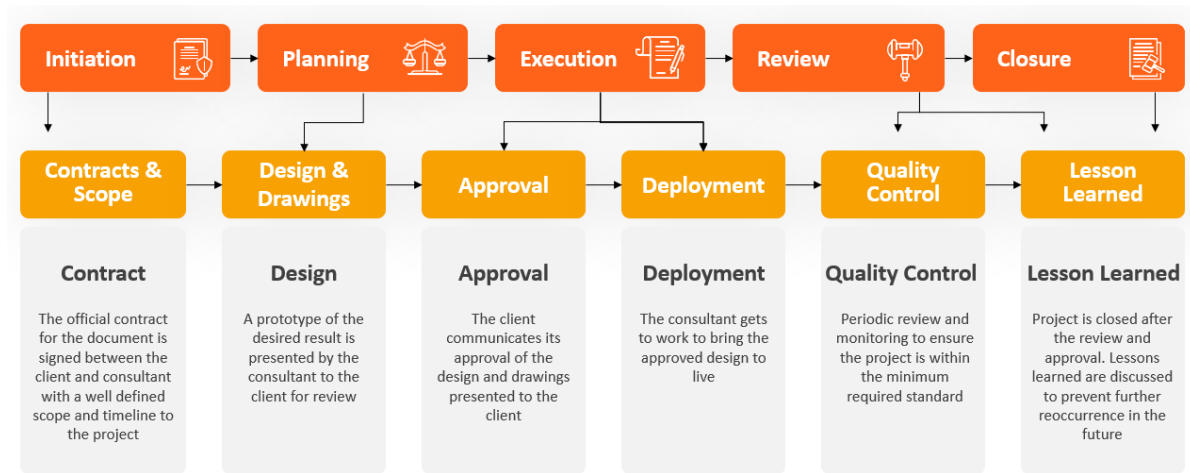 Initiation
Planning
Execution
Review
Closure
Contracts &
Scope
Design &
Drawings
Approval
Deployment
Quality
Control
Lesson
Learned
Contract
The official contract
for the document is
signed between the
client and consultant
with a well defined
scope and timeline to
the project
Design
A prototype of the
desired result is
presented by the
consultant to the
client for review
Approval
The client
communicates its
approval of the
design and drawings
presented to the
client
Deployment
The consultant gets
to work to bring the
approved design to
live
Quality Control
Periodic review and
monitoring to ensure
the project is within
the minimum
required standard
Lesson Learned
Project is closed after
the review and
approval. Lessons
learned are discussed
to prevent further
reoccurrence in the
future